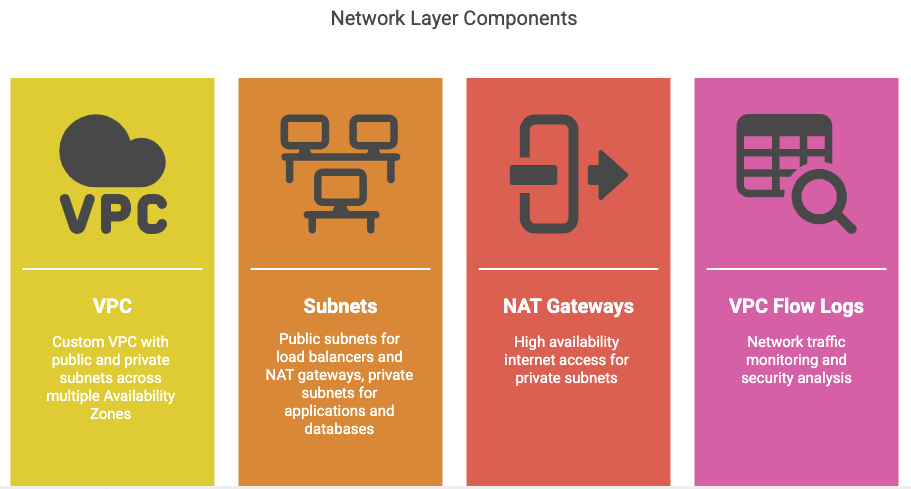 Network Layer Components
VPC
VPC
Custom VPC with
public and private
subnets across
multiple Availability
Zones
Subnets
Public subnets for
load balancers and
NAT gateways, private
subnets for
applications and
databases
NAT Gateways
High availability
internet access for
private subnets
VPC Flow Logs
Network traffic
monitoring and
security analysis